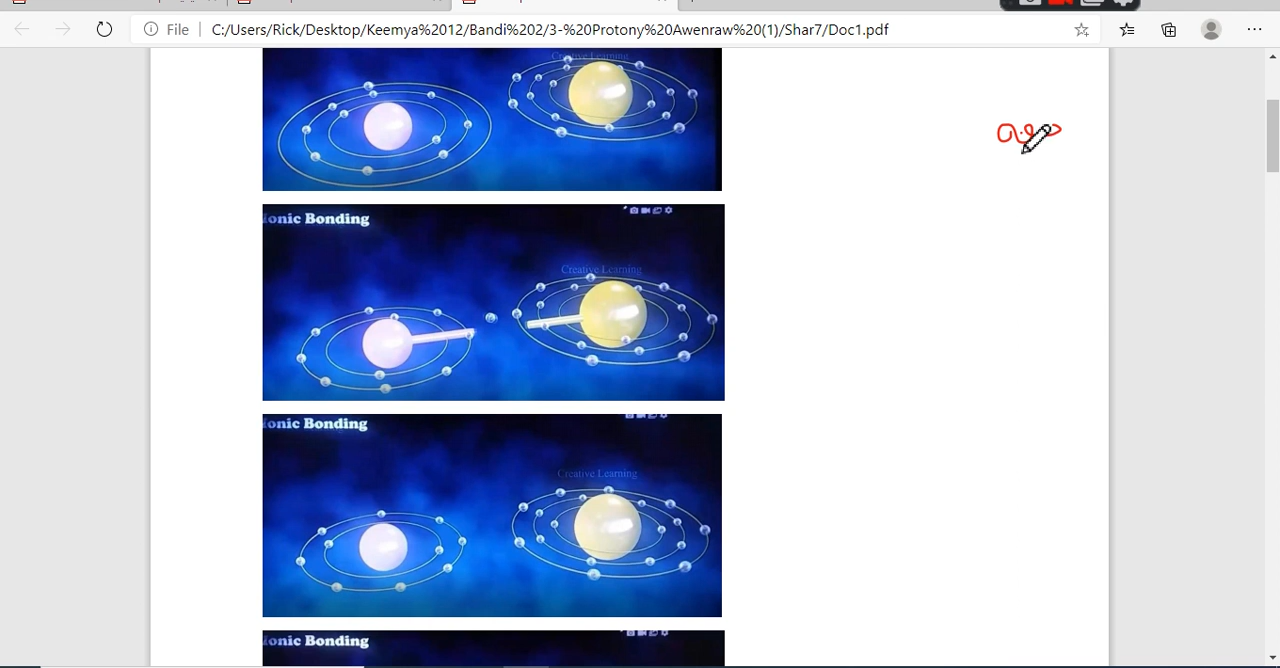 File
C:/Users/Rick/Desktop/Keemya%2012/Bandi%202/3-%20Protony%20Awenraw%20(1)/Shar7/Doc1.pdf
Creative Learning
Ionic Bonding
Creative Learning
Ionic Bonding
Creative Learning
Ionic Bonding